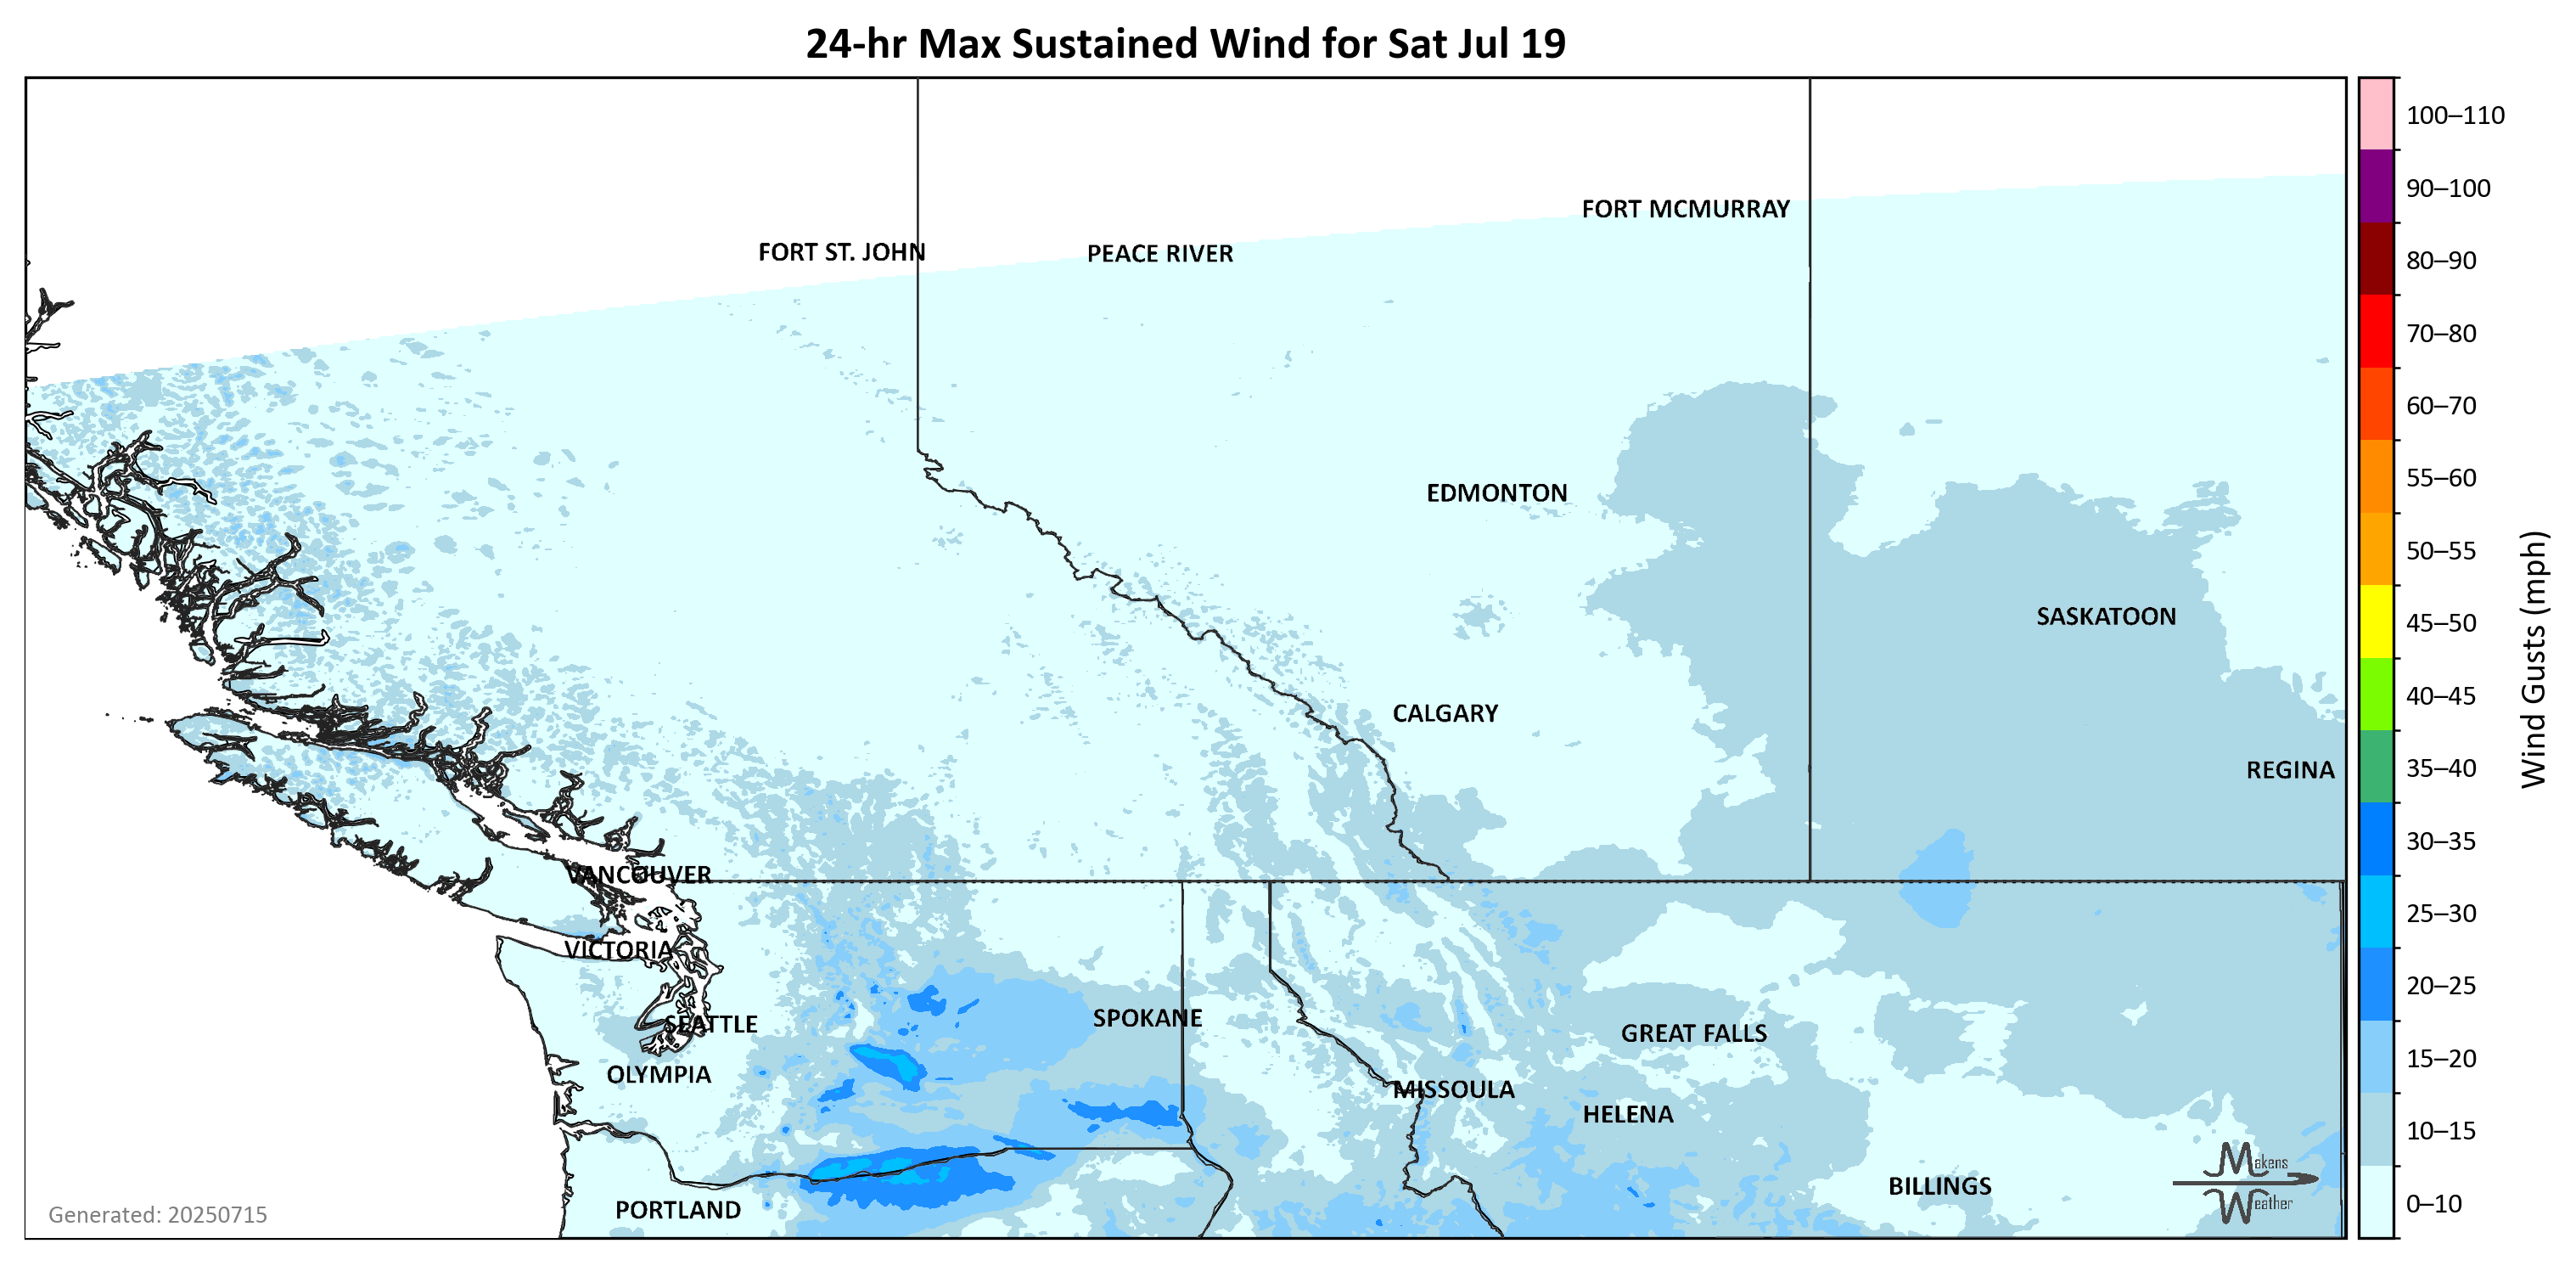 24-hr Max Sustained Wind for Sat Jul 19
FORT MCMURRAY
FORT ST. JOHN
PEACE RIVER
EDMONTON
SASKATOON
CALGARY
REGINA
VANCOUVER
VICTORIA
SEATTLE
SPOKANE
GREAT FALLS
OLYMPIA
MISSOULA
HELENA
BILLINGS
PORTLAND
Generated: 20250715
Makens
Weather
100–110
90–100
80–90
70–80
60–70
55–60
50–55
45–50
40–45
35–40
30–35
25–30
20–25
15–20
10–15
0–10
Wind Gusts (mph)